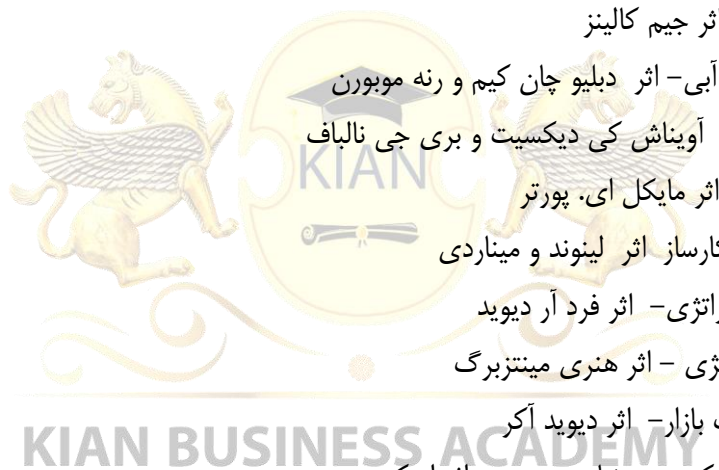 اثر جیم کالینز
آبی- اثر دبلیو چان کیم و رنه موبورن
آویناش کی دیکسیت و بری جی نالباف
اثر مایکل ای. پورتر
کارساز اثر لینوند و میناردی
راتژی- اثر فرد آر دیوید
ژی – اثر هنری مینتزبرگ
بازار- اثر دیوید آکر
KIAN
KIAN BUSINESS ACADEMY